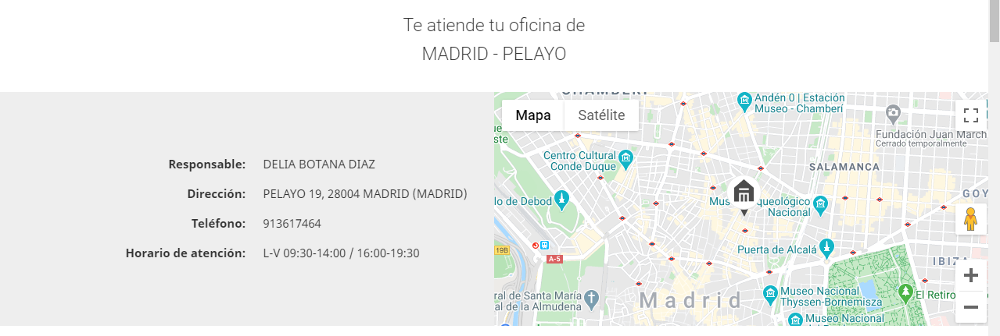 Te atiende tu oficina de
MADRID - PELAYO
Responsable: DELIA BOTANA DIAZ
Dirección: PELAYO 19, 28004 MADRID (MADRID)
Teléfono: 913617464
Horario de atención: L-V 09:30-14:00 / 16:00-19:30
Mapa
Satélite
Andén 0 | Estación
Museo - Chamberí
Fundación Juan March
Cerrado temporalmente
Centro Cultural
Conde Duque
SALAMANCA
lo de Debod
queológico
Nacional
GOY
19B
A-5
Puerta de Alcalá
IBIZA
Madrid
ral de Santa María
al de la Almudena
Museo Nacional
Thyssen-Bornemisza
El Retiro
Museo Nacional